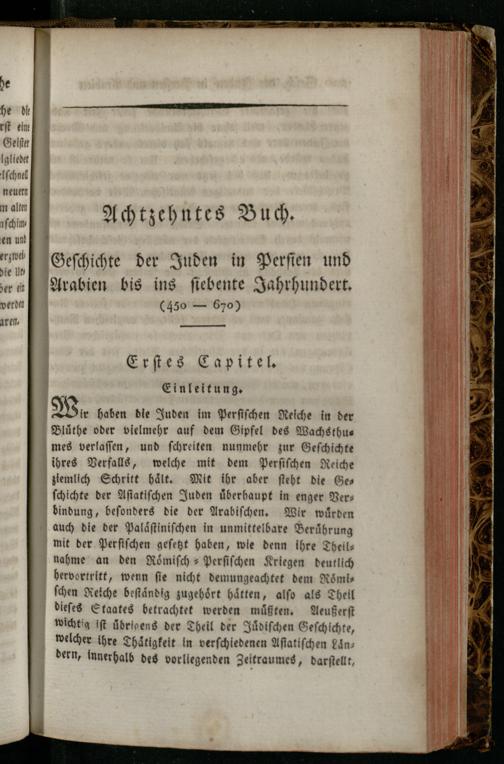 Achtzehntes Buch.
Geschichte der Juden in Persien und
Arabien bis ins siebente Jahrhundert.
(450 — 670)
Erstes Capitel.
Einleitung.
Wir haben die Juden im Persischen Reiche in der
Blüthe oder vielmehr auf dem Gipfel des Wachsthu-
mes verlassen, und schreiten nunmehr zur Geschichte
ihres Verfalls, welche mit dem Persischen Reiche
ziemlich Schritt hält. Mit ihr aber steht die Ge-
schichte der Asiatischen Juden überhaupt in enger Ver-
bindung, besonders die der Arabischen. Wir würden
auch die der Palästinischen in unmittelbare Berührung
mit der Persischen gesetzt haben, wie denn ihre Theil-
nahme an den Römisch-Persischen Kriegen deutlich
hervortritt, wenn sie nicht demungeachtet dem Römi-
schen Reiche beständig zugehört hätten, also als Theil
dieses Staates betrachtet werden müßten. Aeußerst
wichtig ist übrigens der Theil der Jüdischen Geschichte,
welcher ihre Thätigkeit in verschiedenen Asiatischen Län-
dern, innerhalb des vorliegenden Zeitraumes, darstellt,